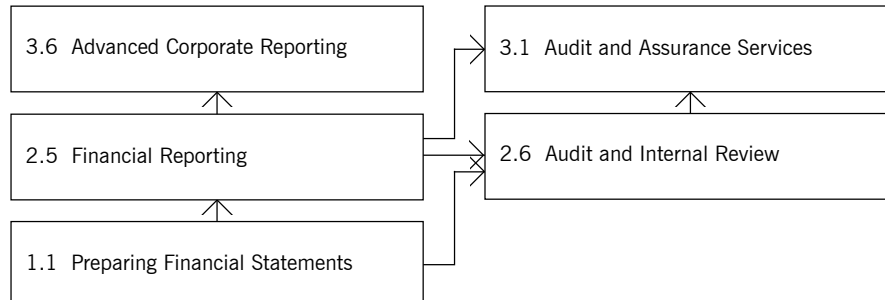 3.6 Advanced Corporate Reporting
3.1 Audit and Assurance Services
2.5 Financial Reporting
2.6 Audit and Internal Review
1.1 Preparing Financial Statements